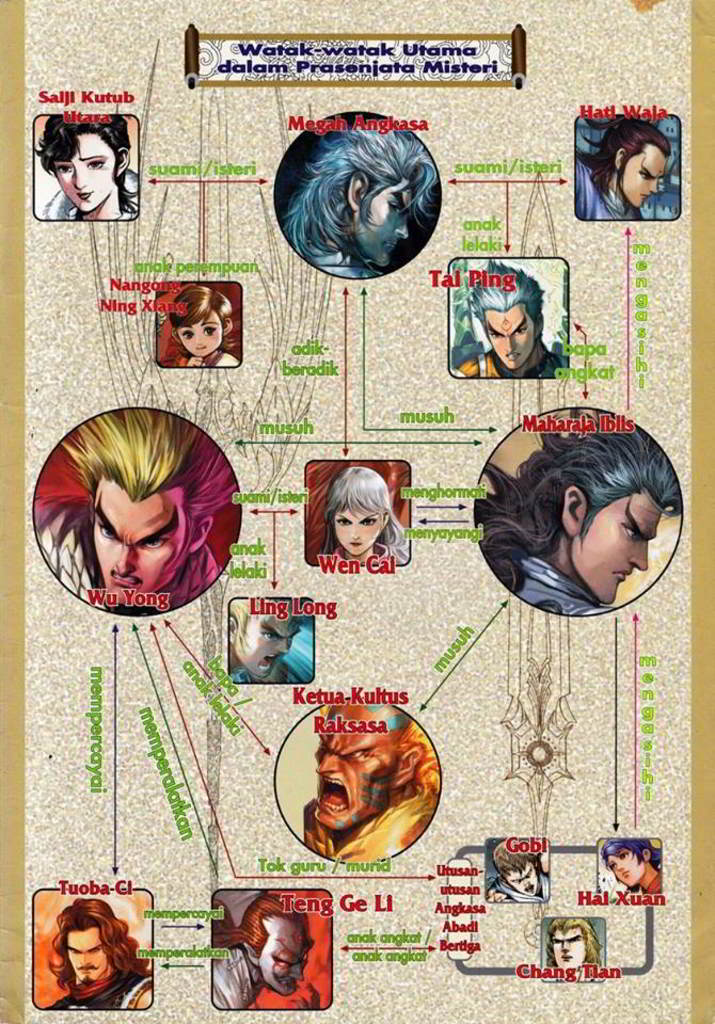 Watak-watak Utama
dalam Prasenjata Misteri
Salji Kutub
Utara
Megah Angkasa
Hati Waja
suami/isteri
suami/isteri
anak
lelaki
anak perempuan
Nangong
Ning Xiang
Tai Ping
mengasihi
adik-
beradik
bapa
angkat
musuh
musuh
Maharaja Iblis
suami/isteri
menghormati
menyayangi
Wen Cai
anak
lelaki
Wu Yong
Ling Long
musuh
bapa /
anak lelaki
Ketua Kultus
Raksasa
mempercayai
memperalatkan
mengasihi
Tok guru / murid
Utusan-
utusan
Angkasa
Abadi
Bertiga
Gobi
Hai Xuan
Chang Tian
Tuoba Ci
mempercayai
memperalatkan
Teng Ge Li
anak angkat /
anak angkat